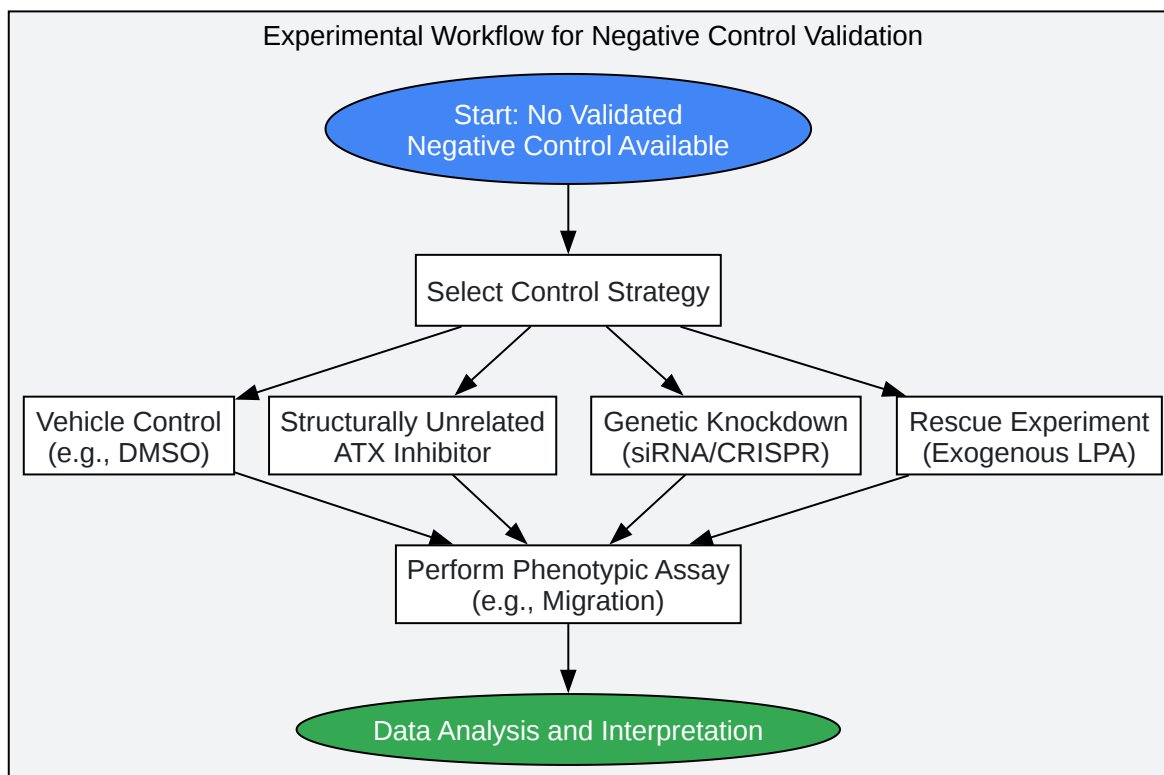 Experimental Workflow for Negative Control Validation
Start: No Validated
Negative Control Available
Select Control Strategy
Vehicle Control
(e.g., DMSO)
Structurally Unrelated
ATX Inhibitor
Genetic Knockdown
(siRNA/CRISPR)
Rescue Experiment
(Exogenous LPA)
Perform Phenotypic Assay
(e.g., Migration)
Data Analysis and Interpretation